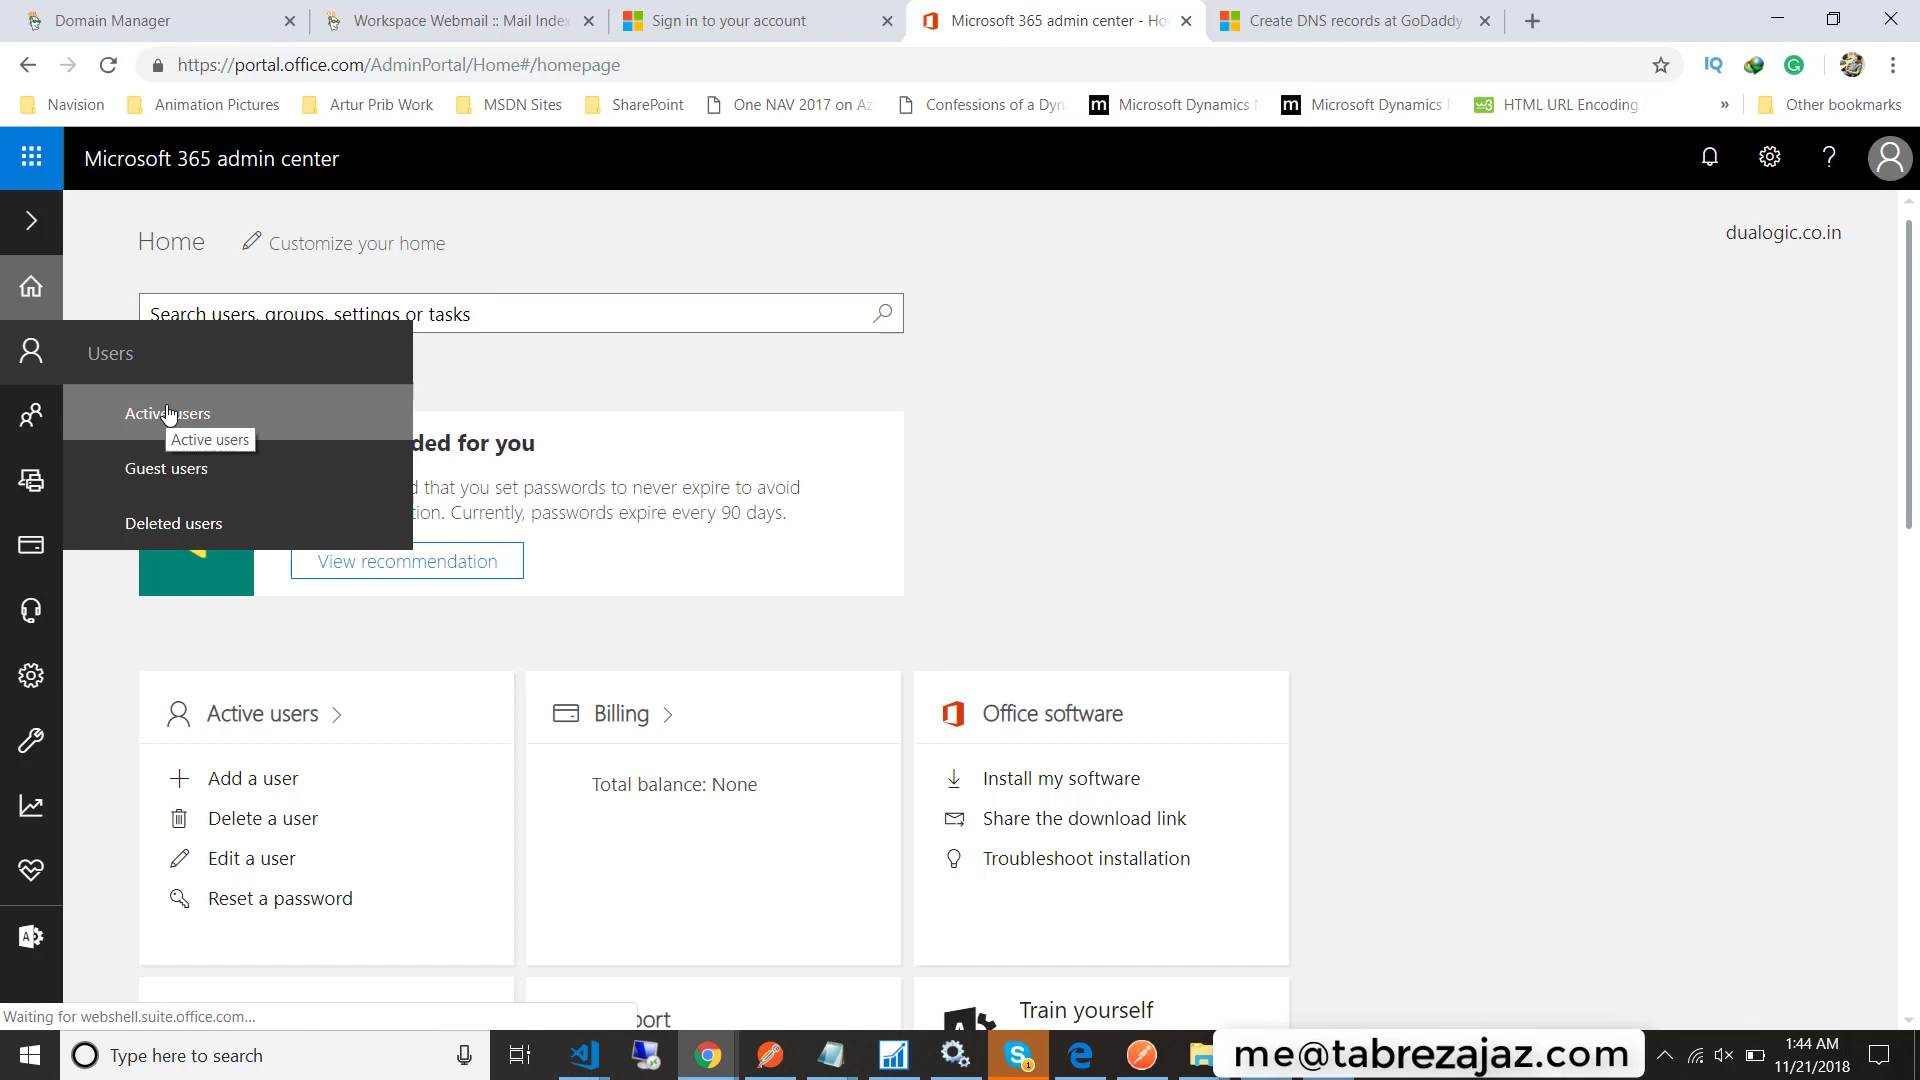 Domain Manager
Workspace Webmail :: Mail Index
Sign in to your account
Microsoft 365 admin center - Ho
Create DNS records at GoDaddy
https://portal.office.com/AdminPortal/Home#/homepage
Navision
Animation Pictures
Artur Prib Work
MSDN Sites
SharePoint
One NAV 2017 on Az
Confessions of a Dyn
m
Microsoft Dynamics
m
Microsoft Dynamics
HTML URL Encoding
»
Other bookmarks
Microsoft 365 admin center
?
Home
Customize your home
dualogic.co.in
Search users, groups, settings or tasks
Users
Active users
Active users
Guest users
Deleted users
ded for you
d that you set passwords to never expire to avoid
tion. Currently, passwords expire every 90 days.
View recommendation
Active users
Add a user
Delete a user
Edit a user
Reset a password
Billing
Total balance: None
Office software
Install my software
Share the download link
Troubleshoot installation
port
Train yourself
Waiting for webshell.suite.office.com...
Type here to search
me@tabrezajaz.com
1:44 AM
11/21/2018